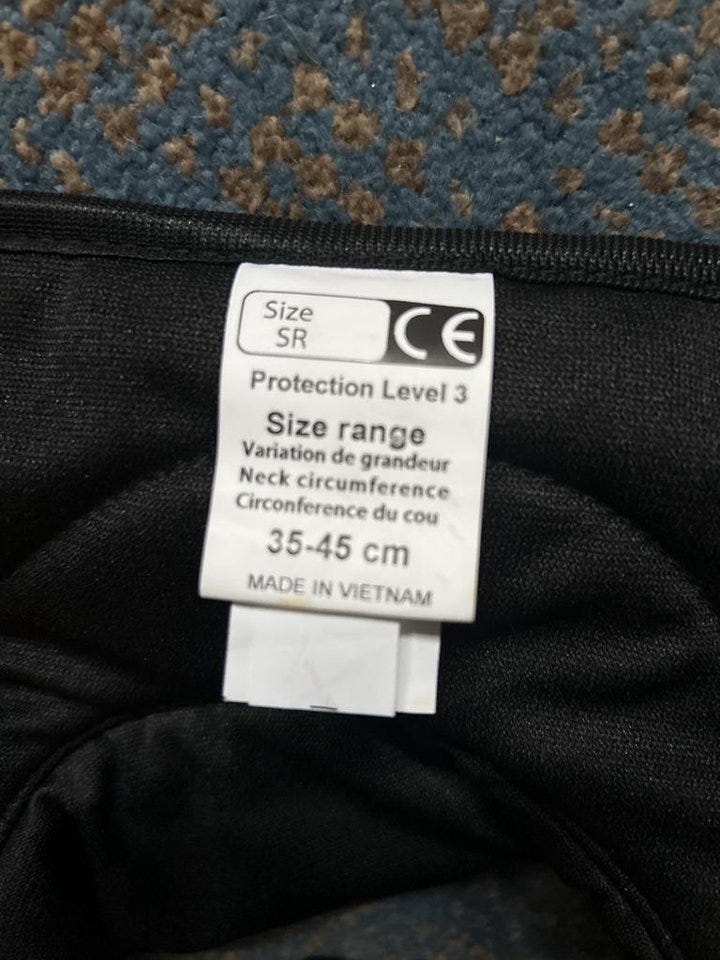 Size
SR
CE
Protection Level 3
Size range
Variation de grandeur
Neck circumference
Circonference du cou
35-45 cm
MADE IN VIETNAM